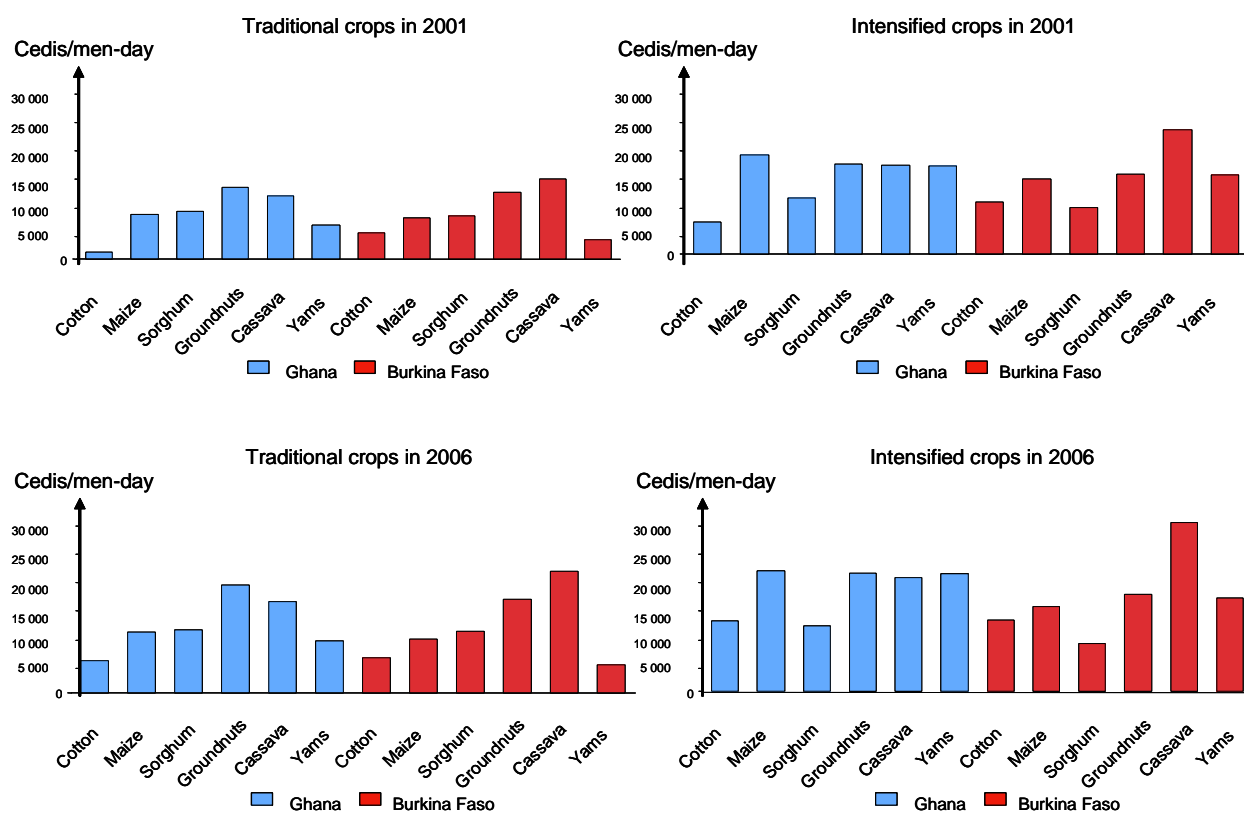 Traditional crops in 2001
Cedis/men-day
30 000
25 000
20 000
15 000
10 000
5 000
0
Cotton
Maize
Sorghum
Groundnuts
Cassava
Yams
Cotton
Maize
Sorghum
Groundnuts
Cassava
Yams
Ghana
Burkina Faso
Intensified crops in 2001
Cedis/men-day
30 000
25 000
20 000
15 000
10 000
5 000
0
Cotton
Maize
Sorghum
Groundnuts
Cassava
Yams
Cotton
Maize
Sorghum
Groundnuts
Cassava
Yams
Ghana
Burkina Faso
Traditional crops in 2006
Cedis/men-day
30 000
25 000
20 000
15 000
10 000
5 000
0
Cotton
Maize
Sorghum
Groundnuts
Cassava
Yams
Cotton
Maize
Sorghum
Groundnuts
Cassava
Yams
Ghana
Burkina Faso
Intensified crops in 2006
Cedis/men-day
30 000
25 000
20 000
15 000
10 000
5 000
0
Cotton
Maize
Sorghum
Groundnuts
Cassava
Yams
Cotton
Maize
Sorghum
Groundnuts
Cassava
Yams
Ghana
Burkina Faso